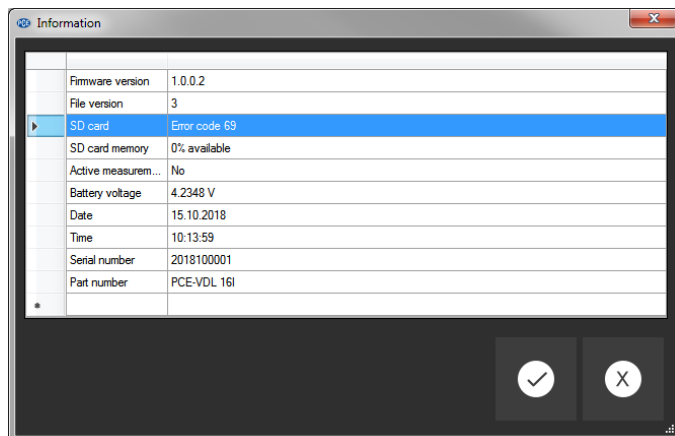 Information
Firmware version 1.0.0.2
File version 3
SD card Error code 69
SD card memory 0% available
Active measurem... No
Battery voltage 4.2348 V
Date 15.10.2018
Time 10:13:59
Serial number 2018100001
Part number PCE-VDL 16I